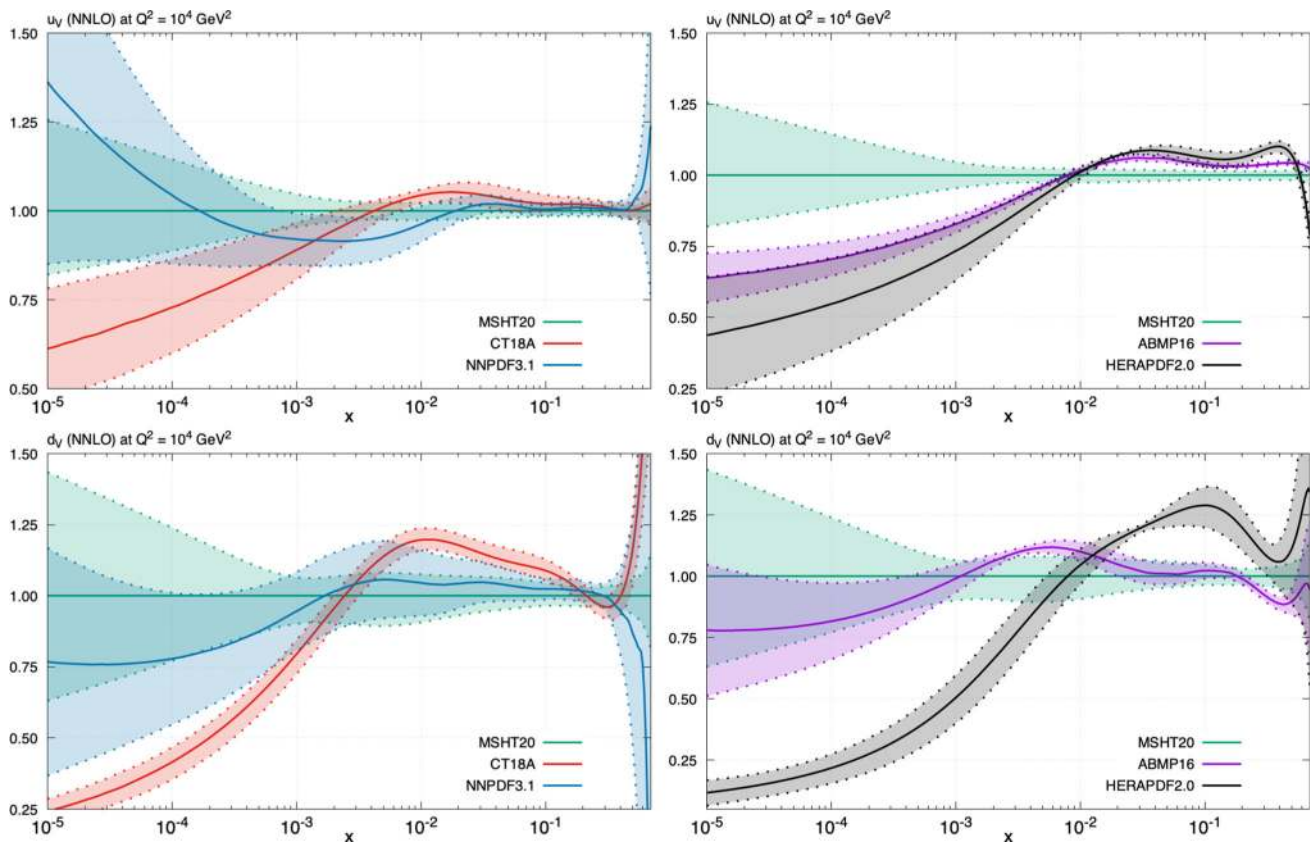 u_V (NNLO) at Q² = 10⁴ GeV²
1.50
1.25
1.00
0.75
0.50
MSHT20
CT18A
NNPDF3.1
10⁻⁵ 10⁻⁴ 10⁻³ 10⁻² 10⁻¹
x
u_V (NNLO) at Q² = 10⁴ GeV²
1.50
1.25
1.00
0.75
0.50
0.25
MSHT20
ABMP16
HERAPDF2.0
10⁻⁵ 10⁻⁴ 10⁻³ 10⁻² 10⁻¹
x
d_V (NNLO) at Q² = 10⁴ GeV²
1.50
1.25
1.00
0.75
0.50
0.25
MSHT20
CT18A
NNPDF3.1
10⁻⁵ 10⁻⁴ 10⁻³ 10⁻² 10⁻¹
x
d_V (NNLO) at Q² = 10⁴ GeV²
1.50
1.25
1.00
0.75
0.50
0.25
MSHT20
ABMP16
HERAPDF2.0
10⁻⁵ 10⁻⁴ 10⁻³ 10⁻² 10⁻¹
x